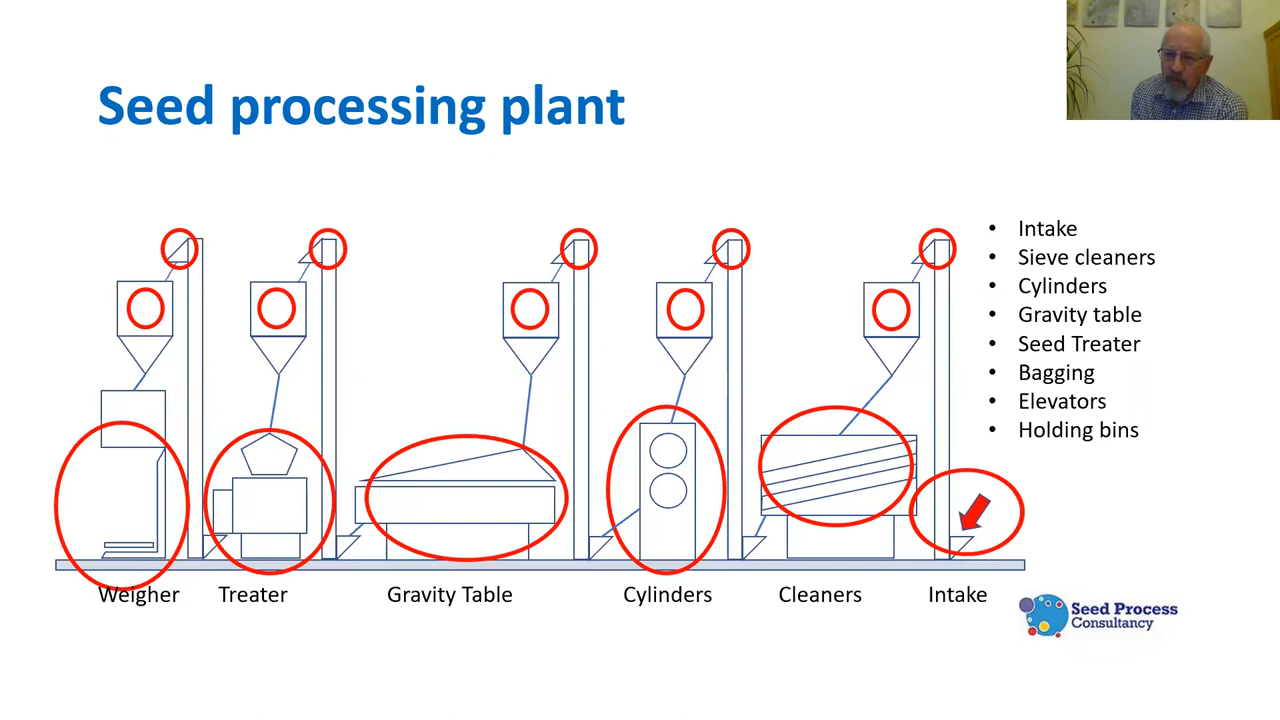 Seed processing plant
• Intake
• Sieve cleaners
• Cylinders
• Gravity table
• Seed Treater
• Bagging
• Elevators
• Holding bins
Weigher
Treater
Gravity Table
Cylinders
Cleaners
Intake
Seed Process
Consultancy